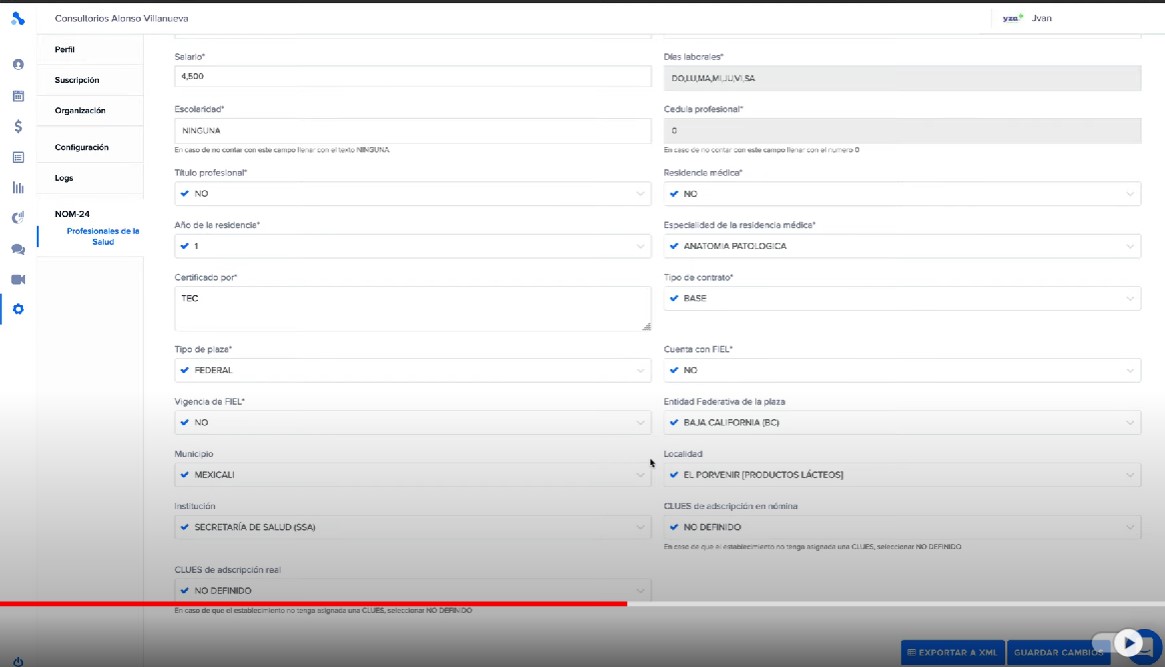 Consultorios Alonso Villanueva
yza. Jvan
Perfil
Suscripción
Organización
Configuración
Logs
NOM-24
Profesionales de la
Salud
Salario*
Días laborales*
4,500
DO,LU,MA,MI,JU,VI,SA
Escolaridad*
Cedula profesional*
NINGUNA
0
En caso de no contar con este campo llenar con el texto NINGUNA
En caso de no contar con este campo llenar con el numero 0
Título profesional*
Residencia médica*
NO
NO
Año de la residencia*
Especialidad de la residencia médica*
1
ANATOMIA PATOLOGICA
Certificado por*
Tipo de contrato*
TEC
BASE
Tipo de plaza*
Cuenta con FIEL*
FEDERAL
NO
Vigencia de FIEL*
Entidad Federativa de la plaza
NO
BAJA CALIFORNIA (BC)
Municipio
Localidad
MEXICALI
EL PORVENIR [PRODUCTOS LÁCTEOS]
Institución
CLUES de adscripción en nómina
SECRETARÍA DE SALUD (SSA)
NO DEFINIDO
En caso de que el establecimiento no tenga asignada una CLUES, seleccionar NO DEFINIDO
CLUES de adscripción real
NO DEFINIDO
En caso de que el establecimiento no tenga asignada una CLUES, seleccionar NO DEFINIDO
EXPORTAR A XML
GUARDAR CAMBIOS